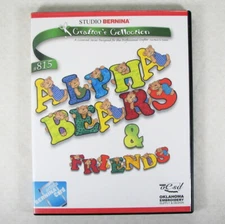 STUDIO BERNINA
Crafter's Collection
#815
ALPHA
BEARS
&
FRIENDS
OKLAHOMA
EMBROIDERY